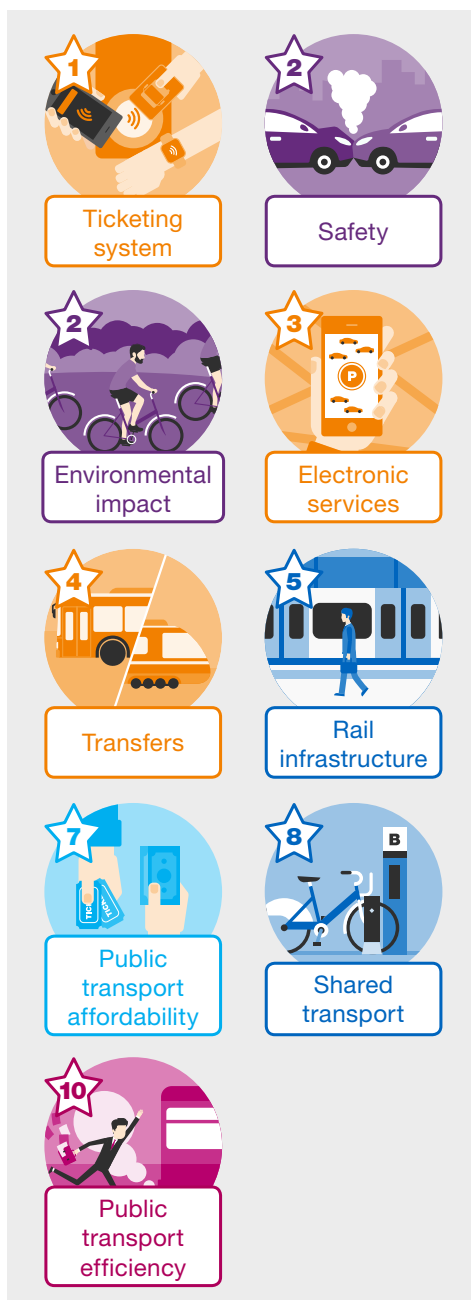 1
Ticketing
system
2
Safety
2
Environmental
impact
3
P
Electronic
services
4
Transfers
5
Rail
infrastructure
7
Public
transport
affordability
8
B
Shared
transport
10
Public
transport
efficiency